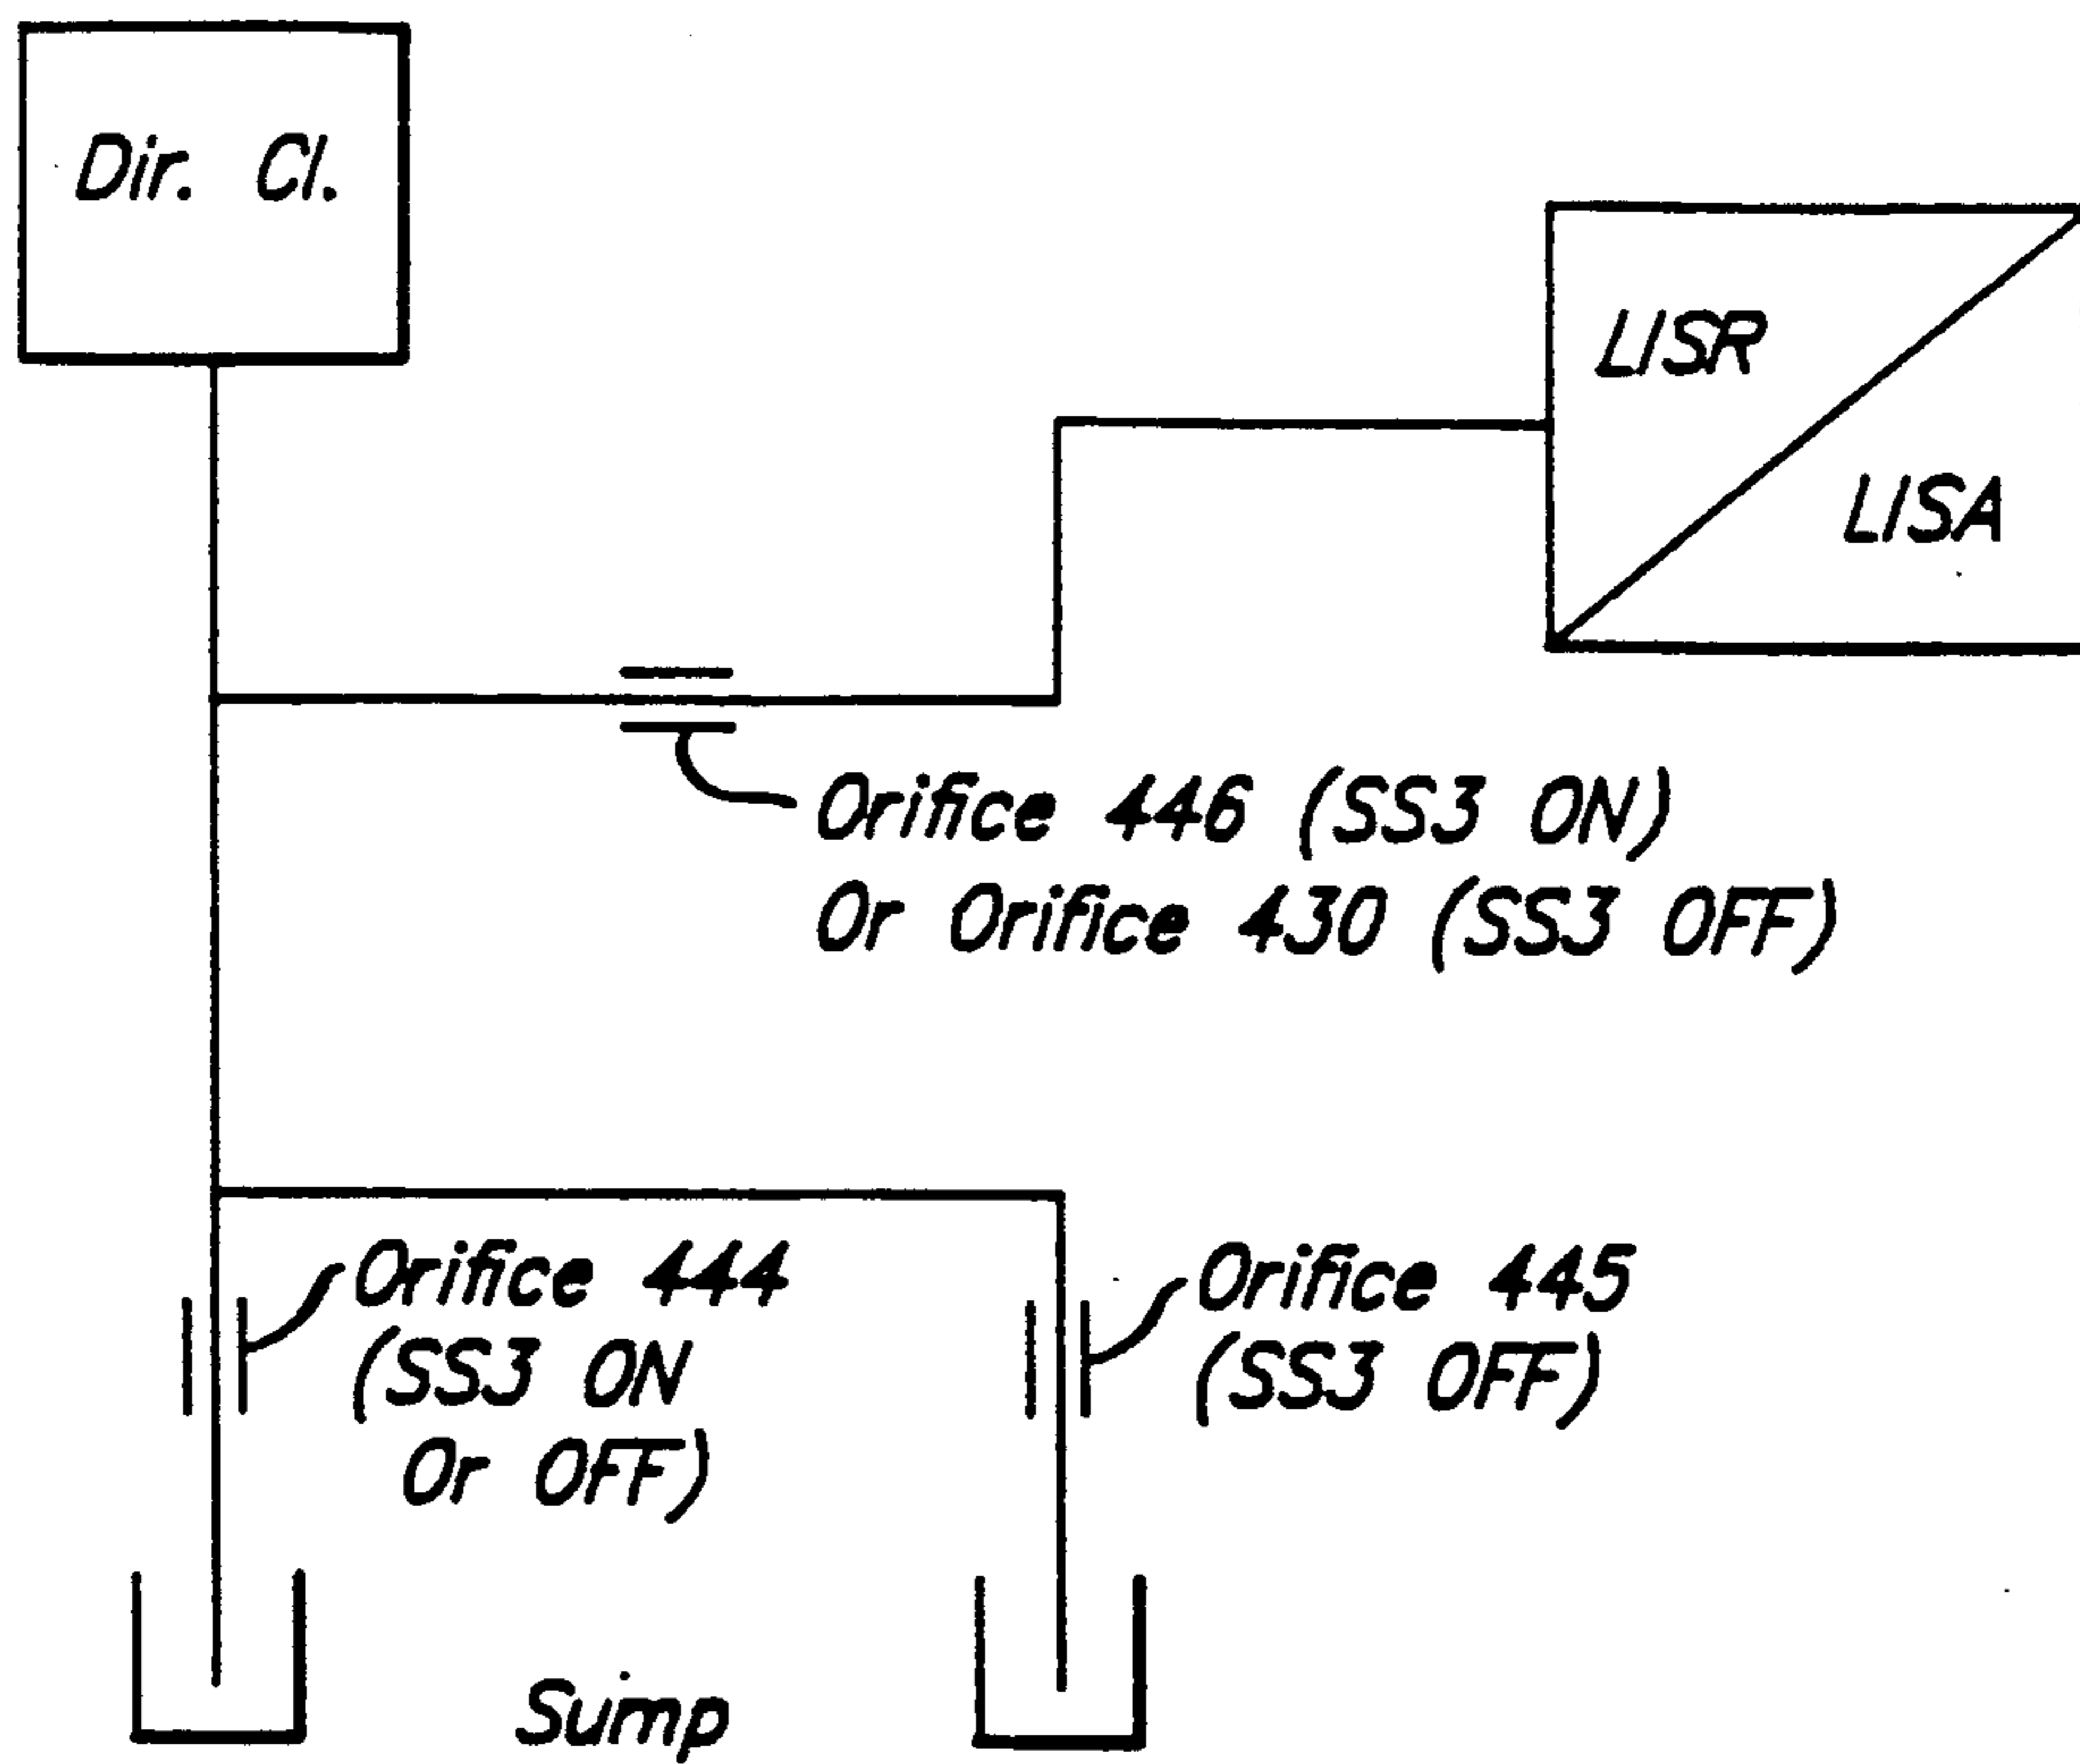 Dir. Cl.
LISR
LISA
Orifice 446 (SS3 ON)
Or Orifice 430 (SS3 OFF)
Orifice 444
(SS3 ON
Or OFF)
Orifice 445
(SS3 OFF)
Sump